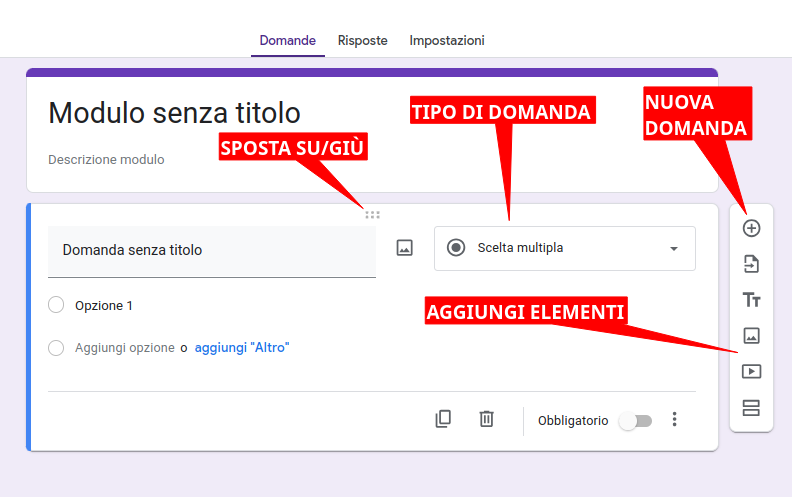 Domande Risposte Impostazioni
Modulo senza titolo
Descrizione modulo
SPOSTA SU/GIÙ
TIPO DI DOMANDA
NUOVA
DOMANDA
Domanda senza titolo
Scelta multipla
Opzione 1
AGGIUNGI ELEMENTI
Aggiungi opzione o aggiungi "Altro"
Obbligatorio